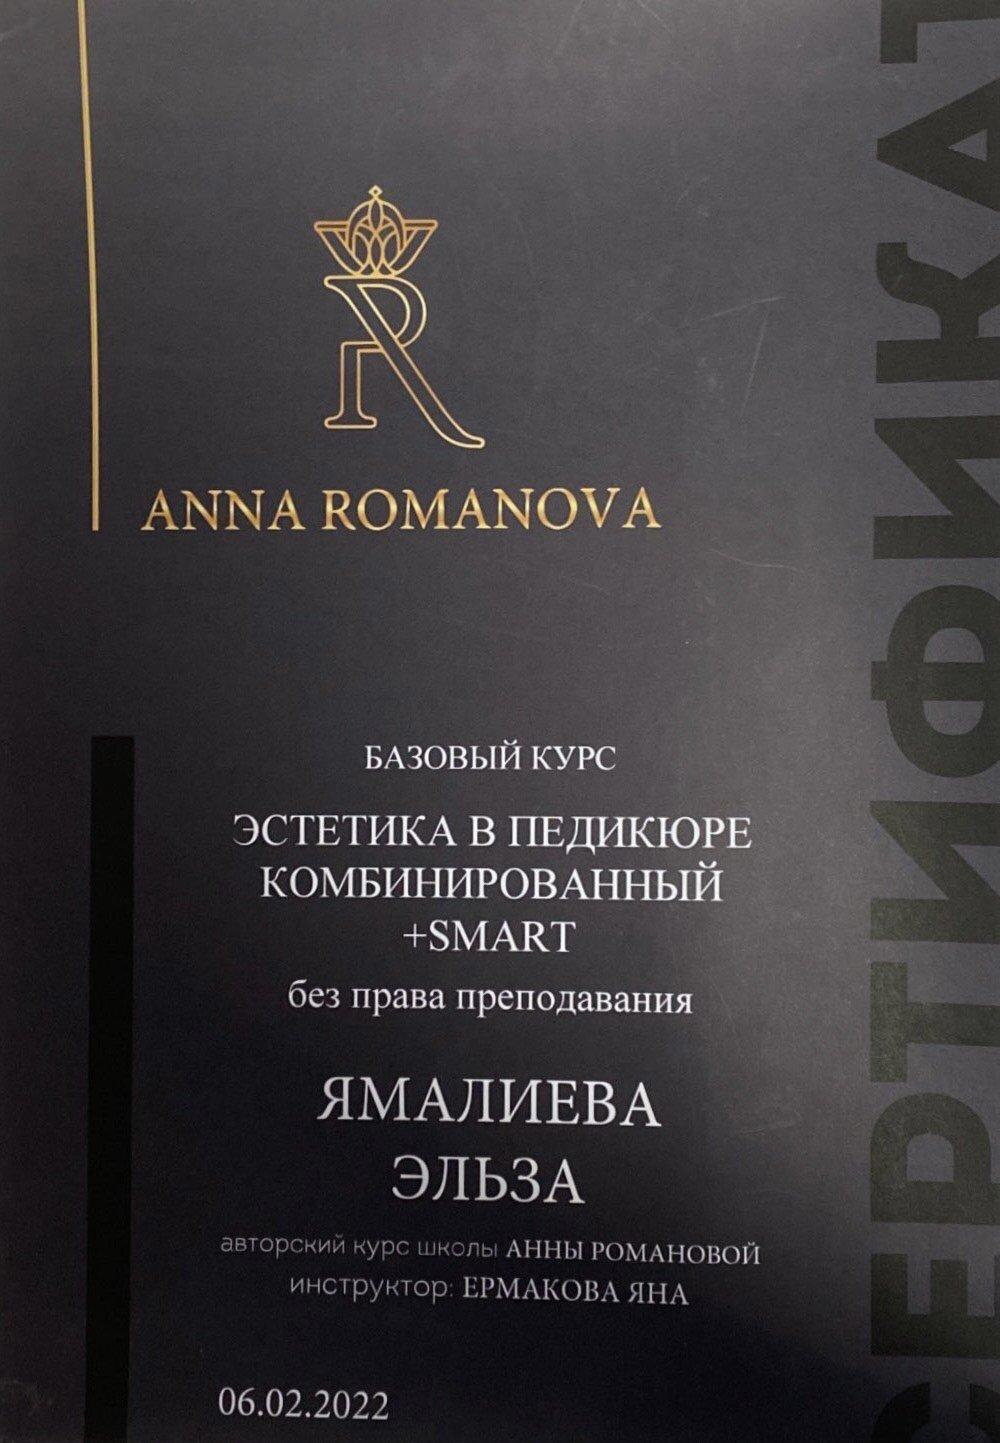 ANNA ROMANOVA
БАЗОВЫЙ КУРС
ЭСТЕТИКА В ПЕДИКЮРЕ
КОМБИНИРОВАННЫЙ
+SMART
без права преподавания
ЯМАЛИЕВА
ЭЛЬЗА
авторский курс школы АННЫ РОМАНОВОЙ
инструктор: ЕРМАКОВА ЯНА
06.02.2022
СЕРТИФИКАТ